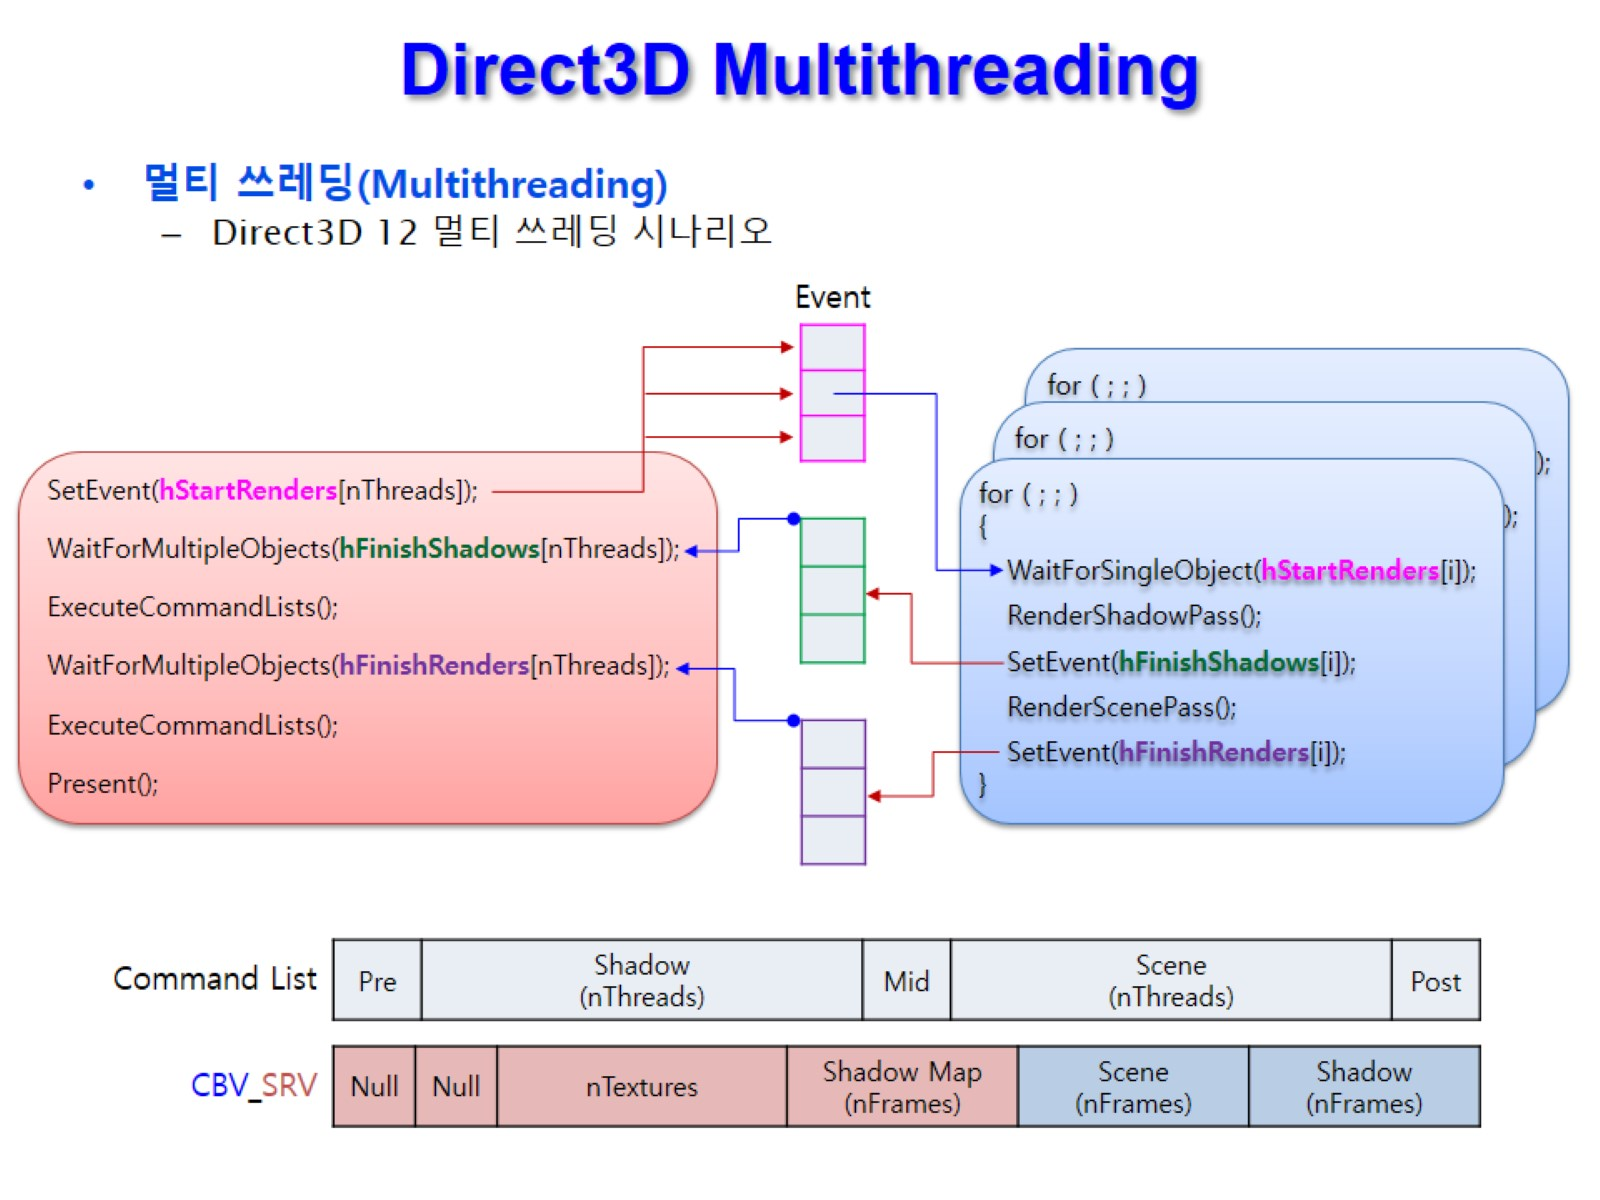 Direct3D Multithreading
• 멀티 쓰레딩(Multithreading)
– Direct3D 12 멀티 쓰레딩 시나리오
Event
SetEvent(hStartRenders[nThreads]);
WaitForMultipleObjects(hFinishShadows[nThreads]);
ExecuteCommandLists();
WaitForMultipleObjects(hFinishRenders[nThreads]);
ExecuteCommandLists();
Present();
for ( ; ; )
);
for ( ; ; )
);
for ( ; ; )
{
WaitForSingleObject(hStartRenders[i]);
RenderShadowPass();
SetEvent(hFinishShadows[i]);
RenderScenePass();
SetEvent(hFinishRenders[i]);
}
Command List
Pre
Shadow
(nThreads)
Mid
Scene
(nThreads)
Post
CBV_SRV
Null
Null
nTextures
Shadow Map
(nFrames)
Scene
(nFrames)
Shadow
(nFrames)